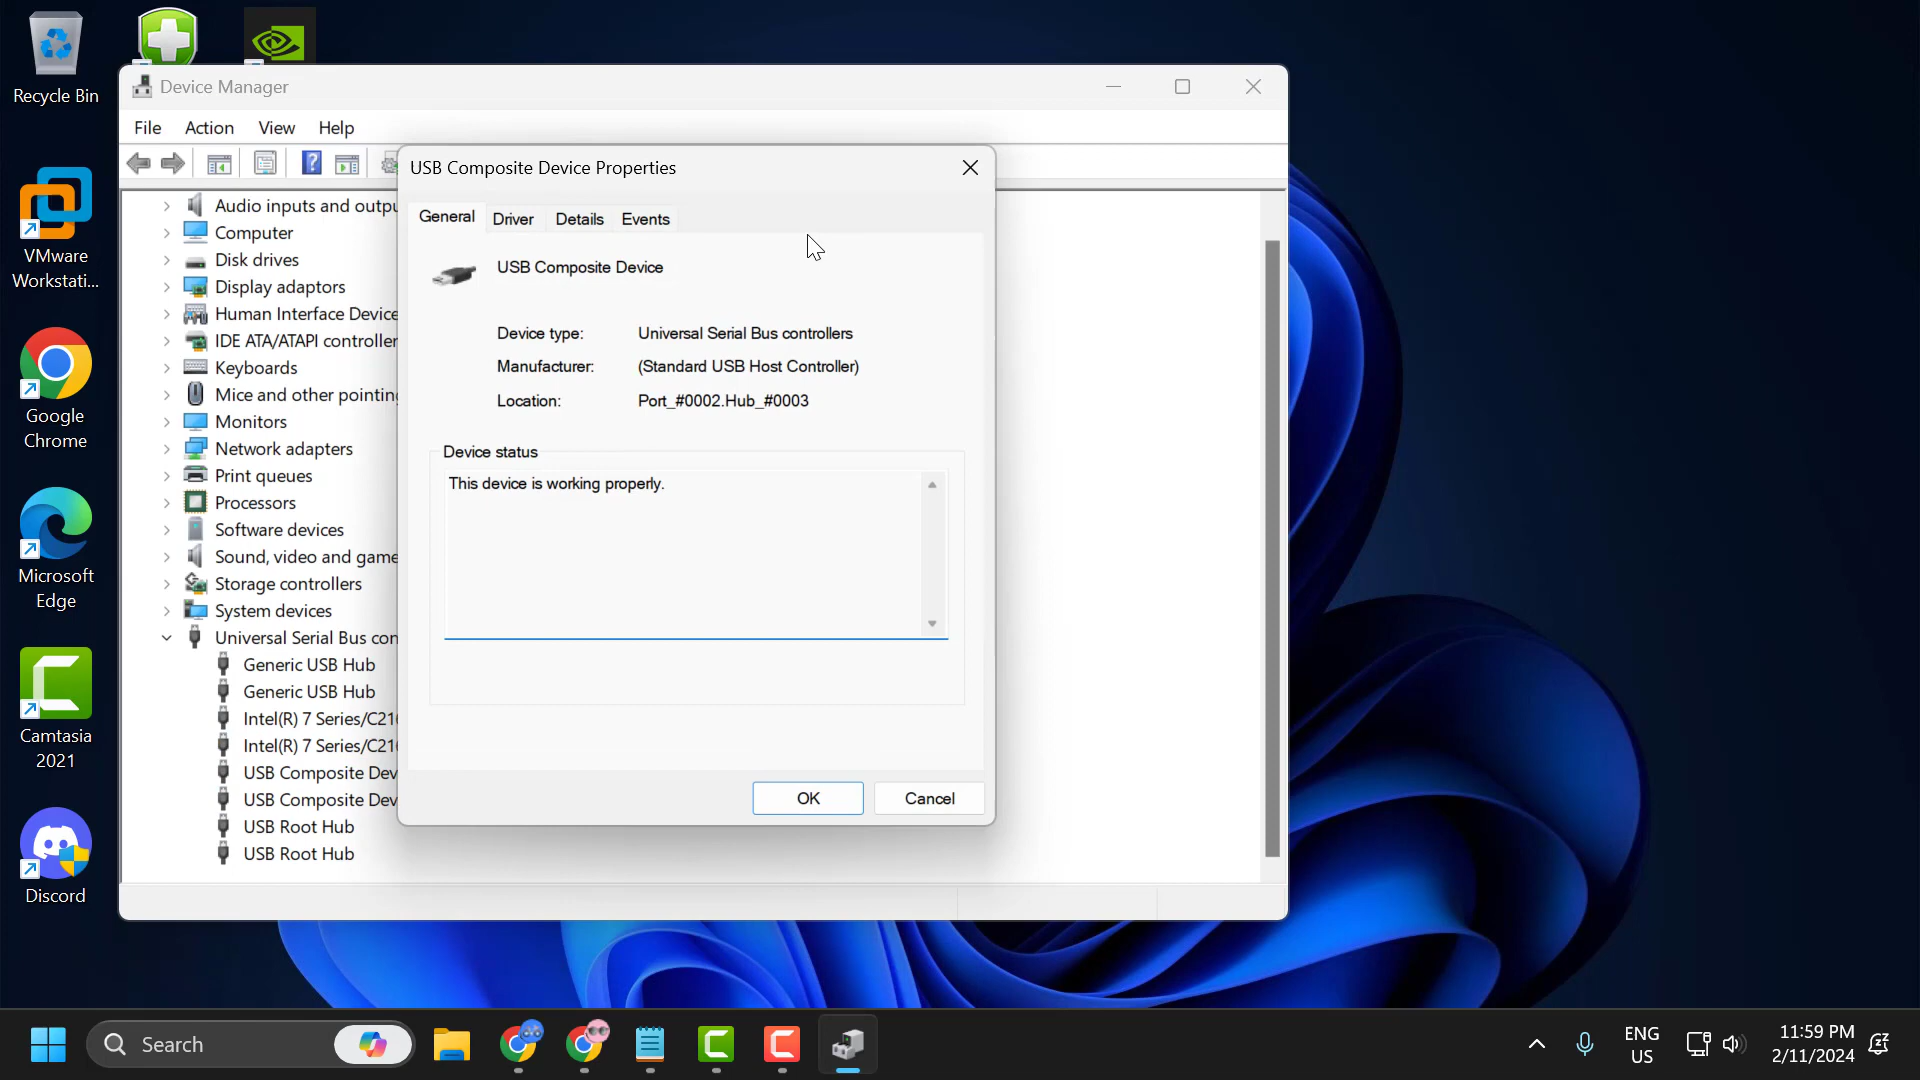 Recycle Bin
VMware
Workstati...
Google
Chrome
Microsoft
Edge
Camtasia
2021
Discord
Device Manager
File Action View Help
Audio inputs and outpu
Computer
Disk drives
Display adaptors
Human Interface Device
IDE ATA/ATAPI controller
Keyboards
Mice and other pointing
Monitors
Network adapters
Print queues
Processors
Software devices
Sound, video and game
Storage controllers
System devices
Universal Serial Bus con
Generic USB Hub
Generic USB Hub
Intel(R) 7 Series/C216
Intel(R) 7 Series/C216
USB Composite Dev
USB Composite Dev
USB Root Hub
USB Root Hub
USB Composite Device Properties
General Driver Details Events
USB Composite Device
Device type: Universal Serial Bus controllers
Manufacturer: (Standard USB Host Controller)
Location: Port_#0002.Hub_#0003
Device status
This device is working properly.
OK Cancel
Search
ENG
US
11:59 PM
2/11/2024